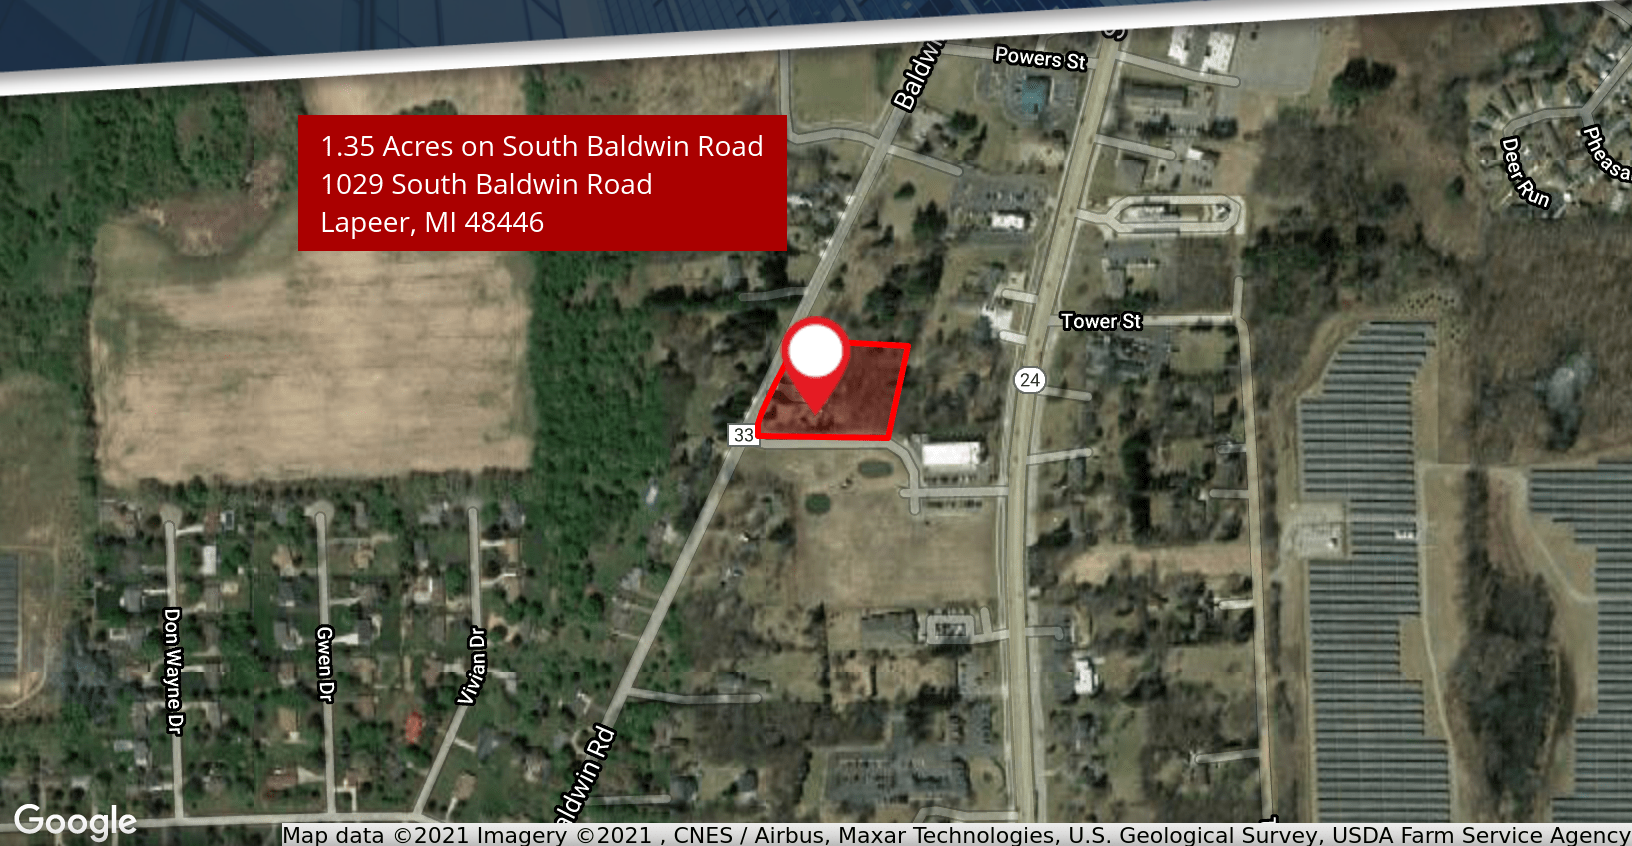 Powers St
Baldwi
1.35 Acres on South Baldwin Road
1029 South Baldwin Road
Lapeer, MI 48446
Deer Run
Pheasa
Tower St
24
33
Don Wayne Dr
Gwen Dr
Vivian Dr
aldwin Rd
Google
Map data ©2021 Imagery ©2021 , CNES / Airbus, Maxar Technologies, U.S. Geological Survey, USDA Farm Service Agency